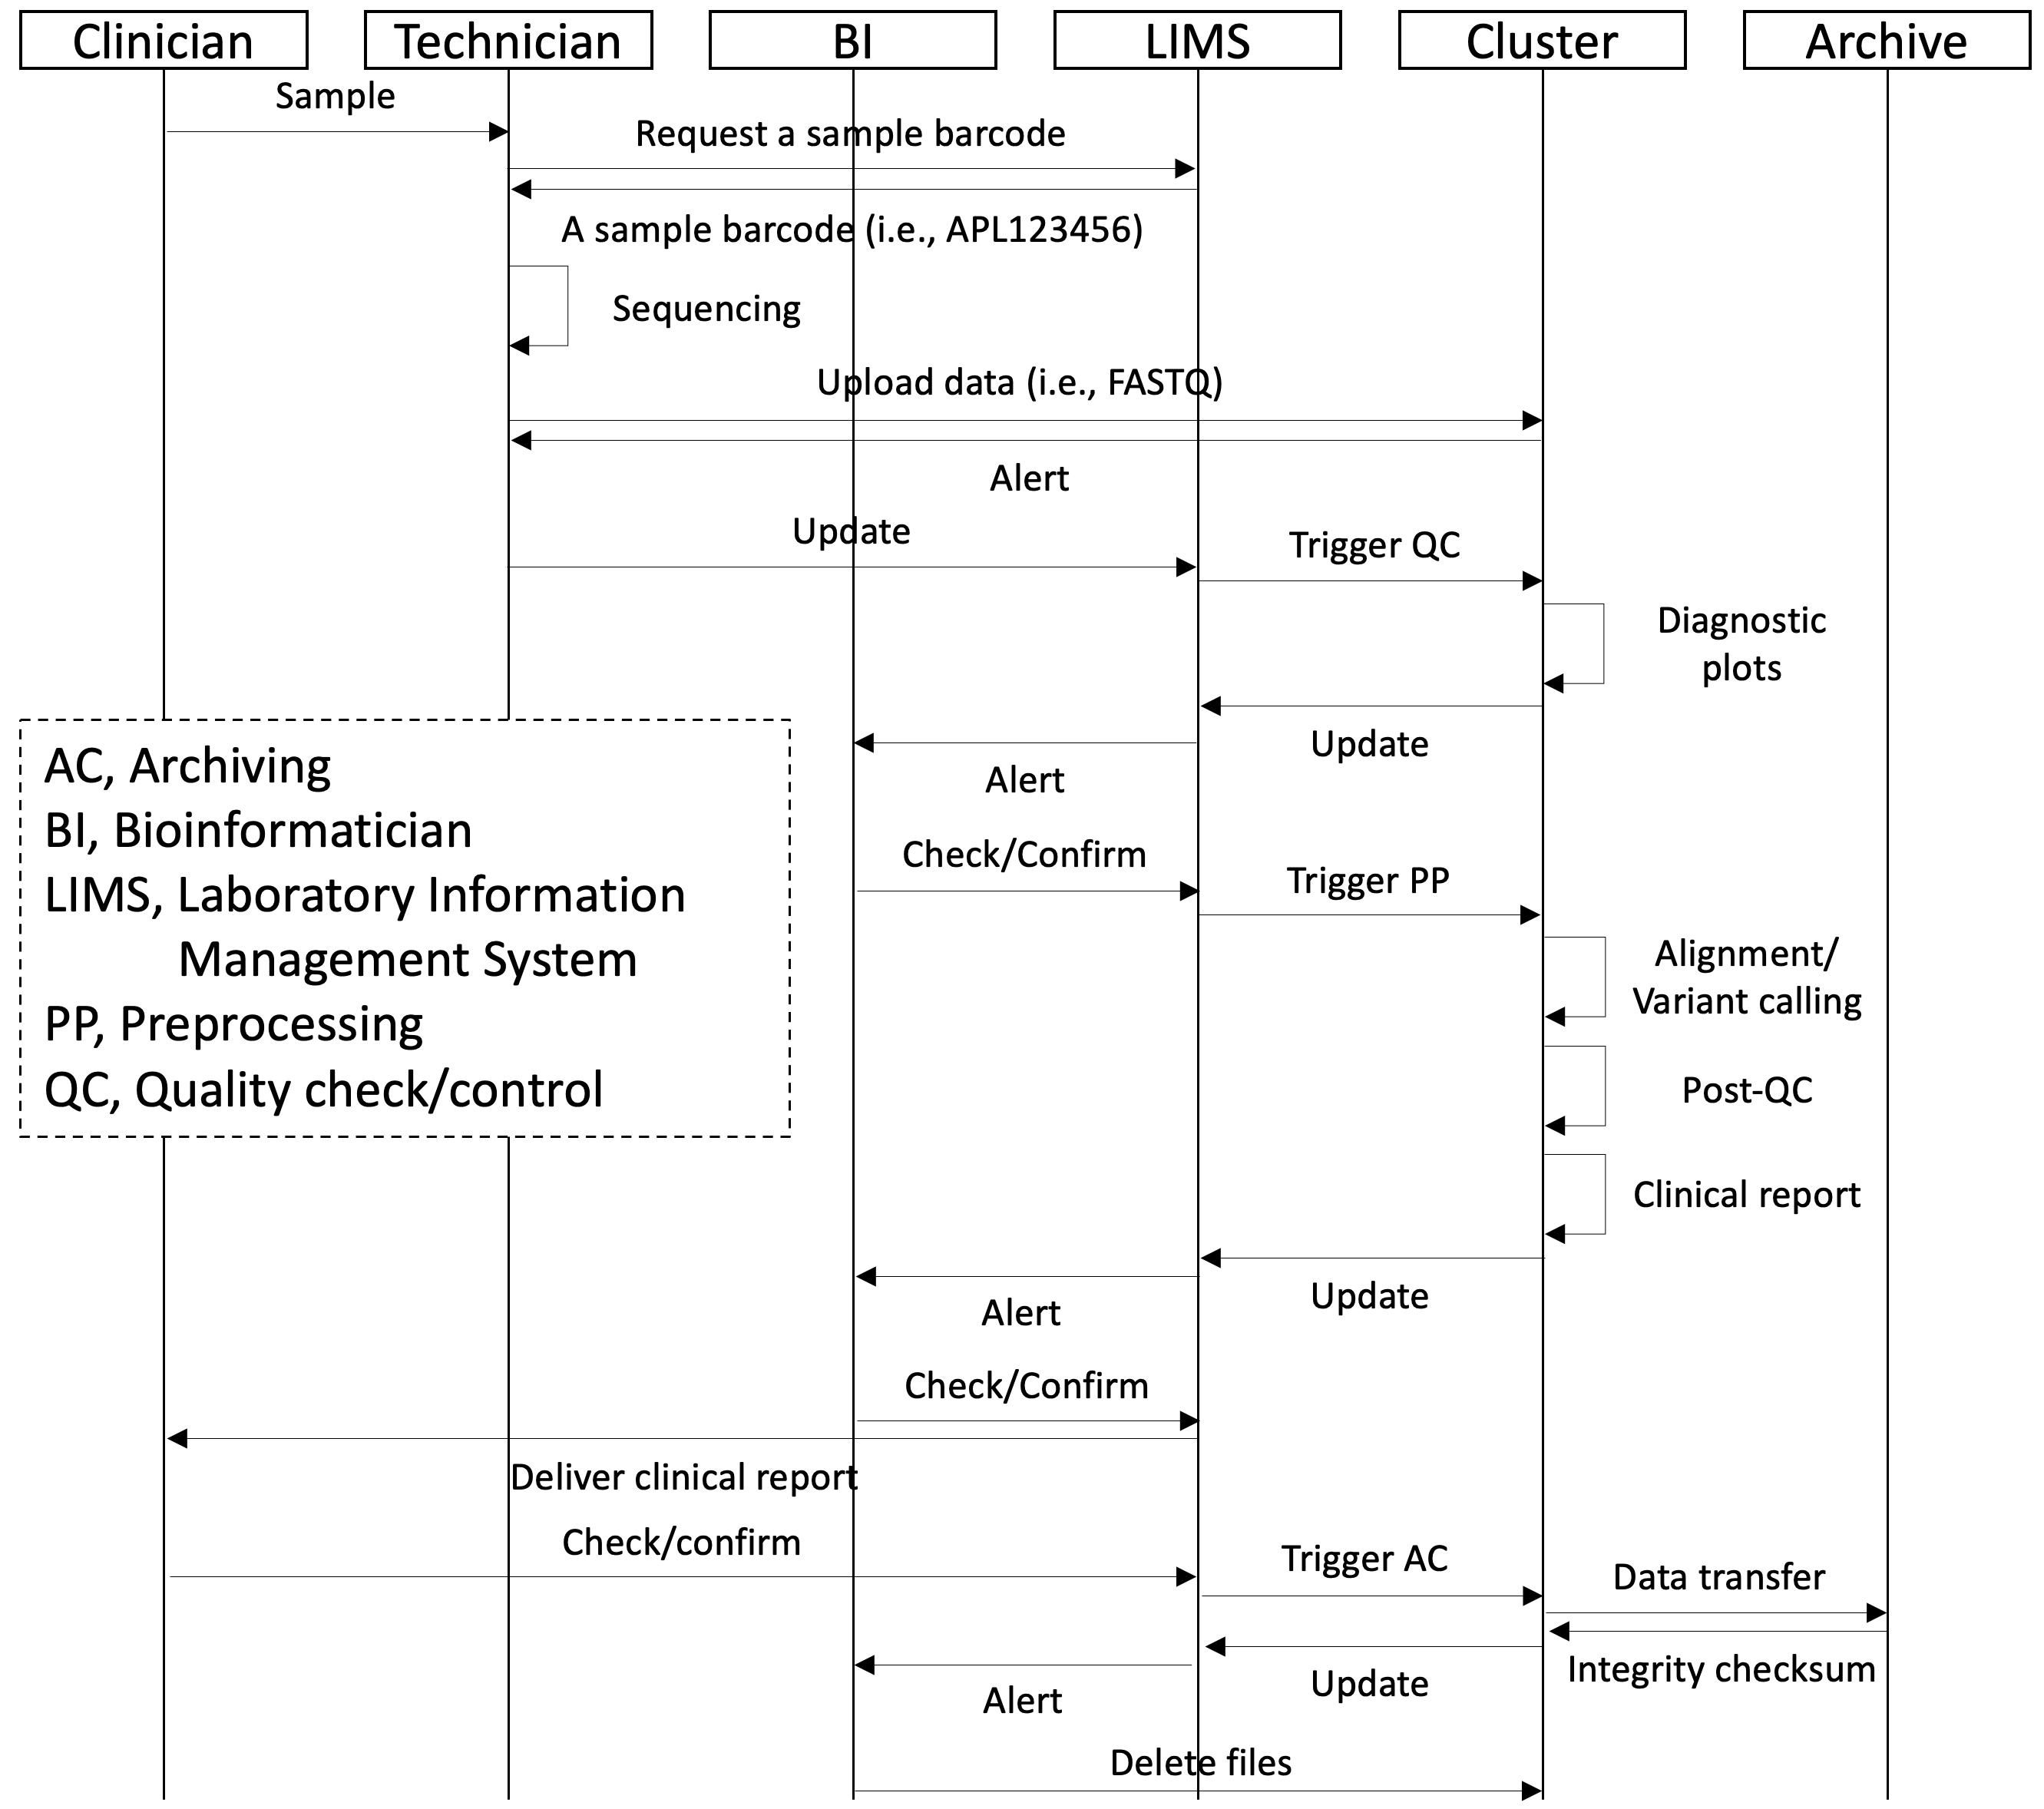 Clinician
Technician
BI
LIMS
Cluster
Archive
Sample
Request a sample barcode
A sample barcode (i.e., APL123456)
Sequencing
Upload data (i.e., FASTQ)
Alert
Update
Trigger QC
Diagnostic
plots
Update
Alert
AC, Archiving
BI, Bioinformatician
LIMS, Laboratory Information
Management System
PP, Preprocessing
QC, Quality check/control
Check/Confirm
Trigger PP
Alignment/
Variant calling
Post-QC
Clinical report
Update
Alert
Check/Confirm
Deliver clinical report
Check/confirm
Trigger AC
Data transfer
Integrity checksum
Update
Alert
Delete files